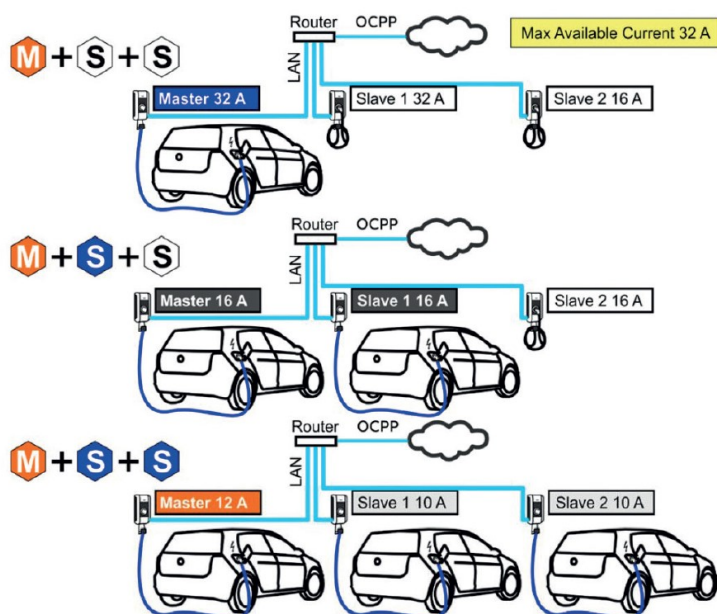 Router
OCPP
Max Available Current 32 A
M + S + S
LAN
Master 32 A
Slave 1 32 A
Slave 2 16 A
Router
OCPP
M + S + S
LAN
Master 16 A
Slave 1 16 A
Slave 2 16 A
Router
OCPP
M + S + S
LAN
Master 12 A
Slave 1 10 A
Slave 2 10 A